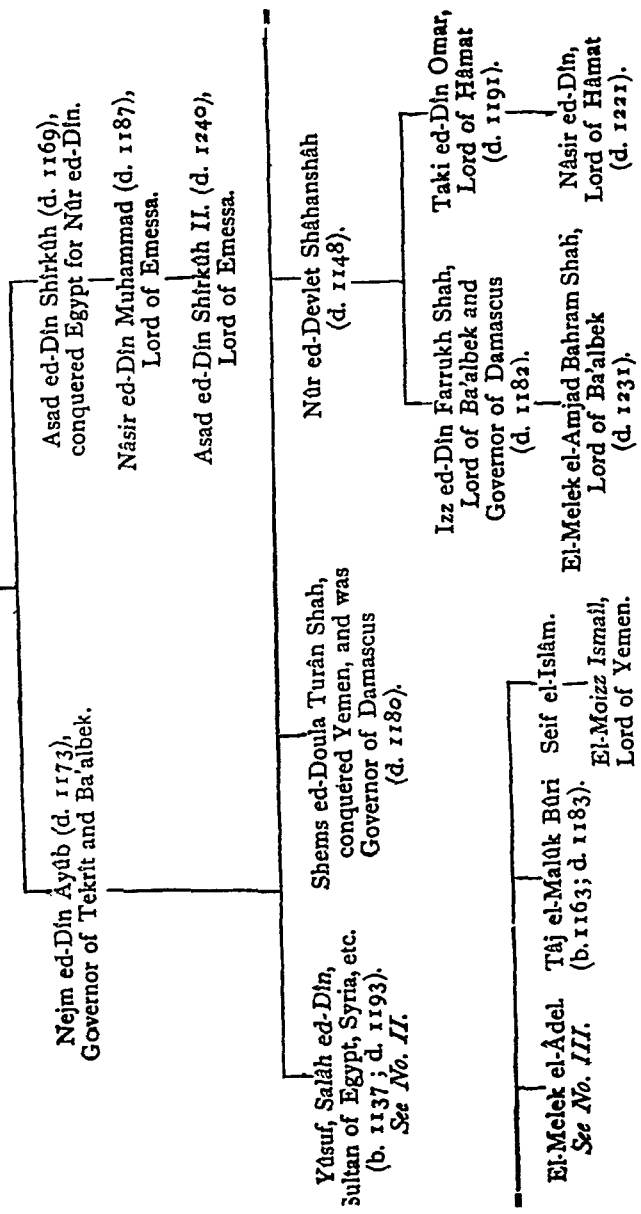 Nejm ed-Dîn Ayûb (d. 1173),
Governor of Tekrît and Ba'albek.
Asad ed-Dîn Shîrkûh (d. 1169),
conquered Egypt for Nûr ed-Dîn.
Nâsir ed-Dîn Muhammad (d. 1187),
Lord of Emessa.
Asad ed-Dîn Shîrkûh II. (d. 1240),
Lord of Emessa.
Yûsuf, Salâh ed-Dîn,
Sultan of Egypt, Syria, etc.
(b. 1137; d. 1193).
See No. II.
Shems ed-Doula Turân Shah,
conquered Yemen, and was
Governor of Damascus
(d. 1180).
Nûr ed-Devlet Shâhanshâh
(d. 1148).
Izz ed-Dîn Farrukh Shah,
Lord of Ba'albek and
Governor of Damascus
(d. 1182).
Taki ed-Dîn Omar,
Lord of Hâmat
(d. 1191).
El-Melek el-Amjad Bahram Shah,
Lord of Ba'albek
(d. 1231).
Nâsir ed-Dîn,
Lord of Hâmat
(d. 1221).
El-Melek el-Âdel.
See No. III.
Tâj el-Malûk Bûri
(b. 1163; d. 1183).
Seif el-Islâm.
El-Moizz Ismaîl,
Lord of Yemen.